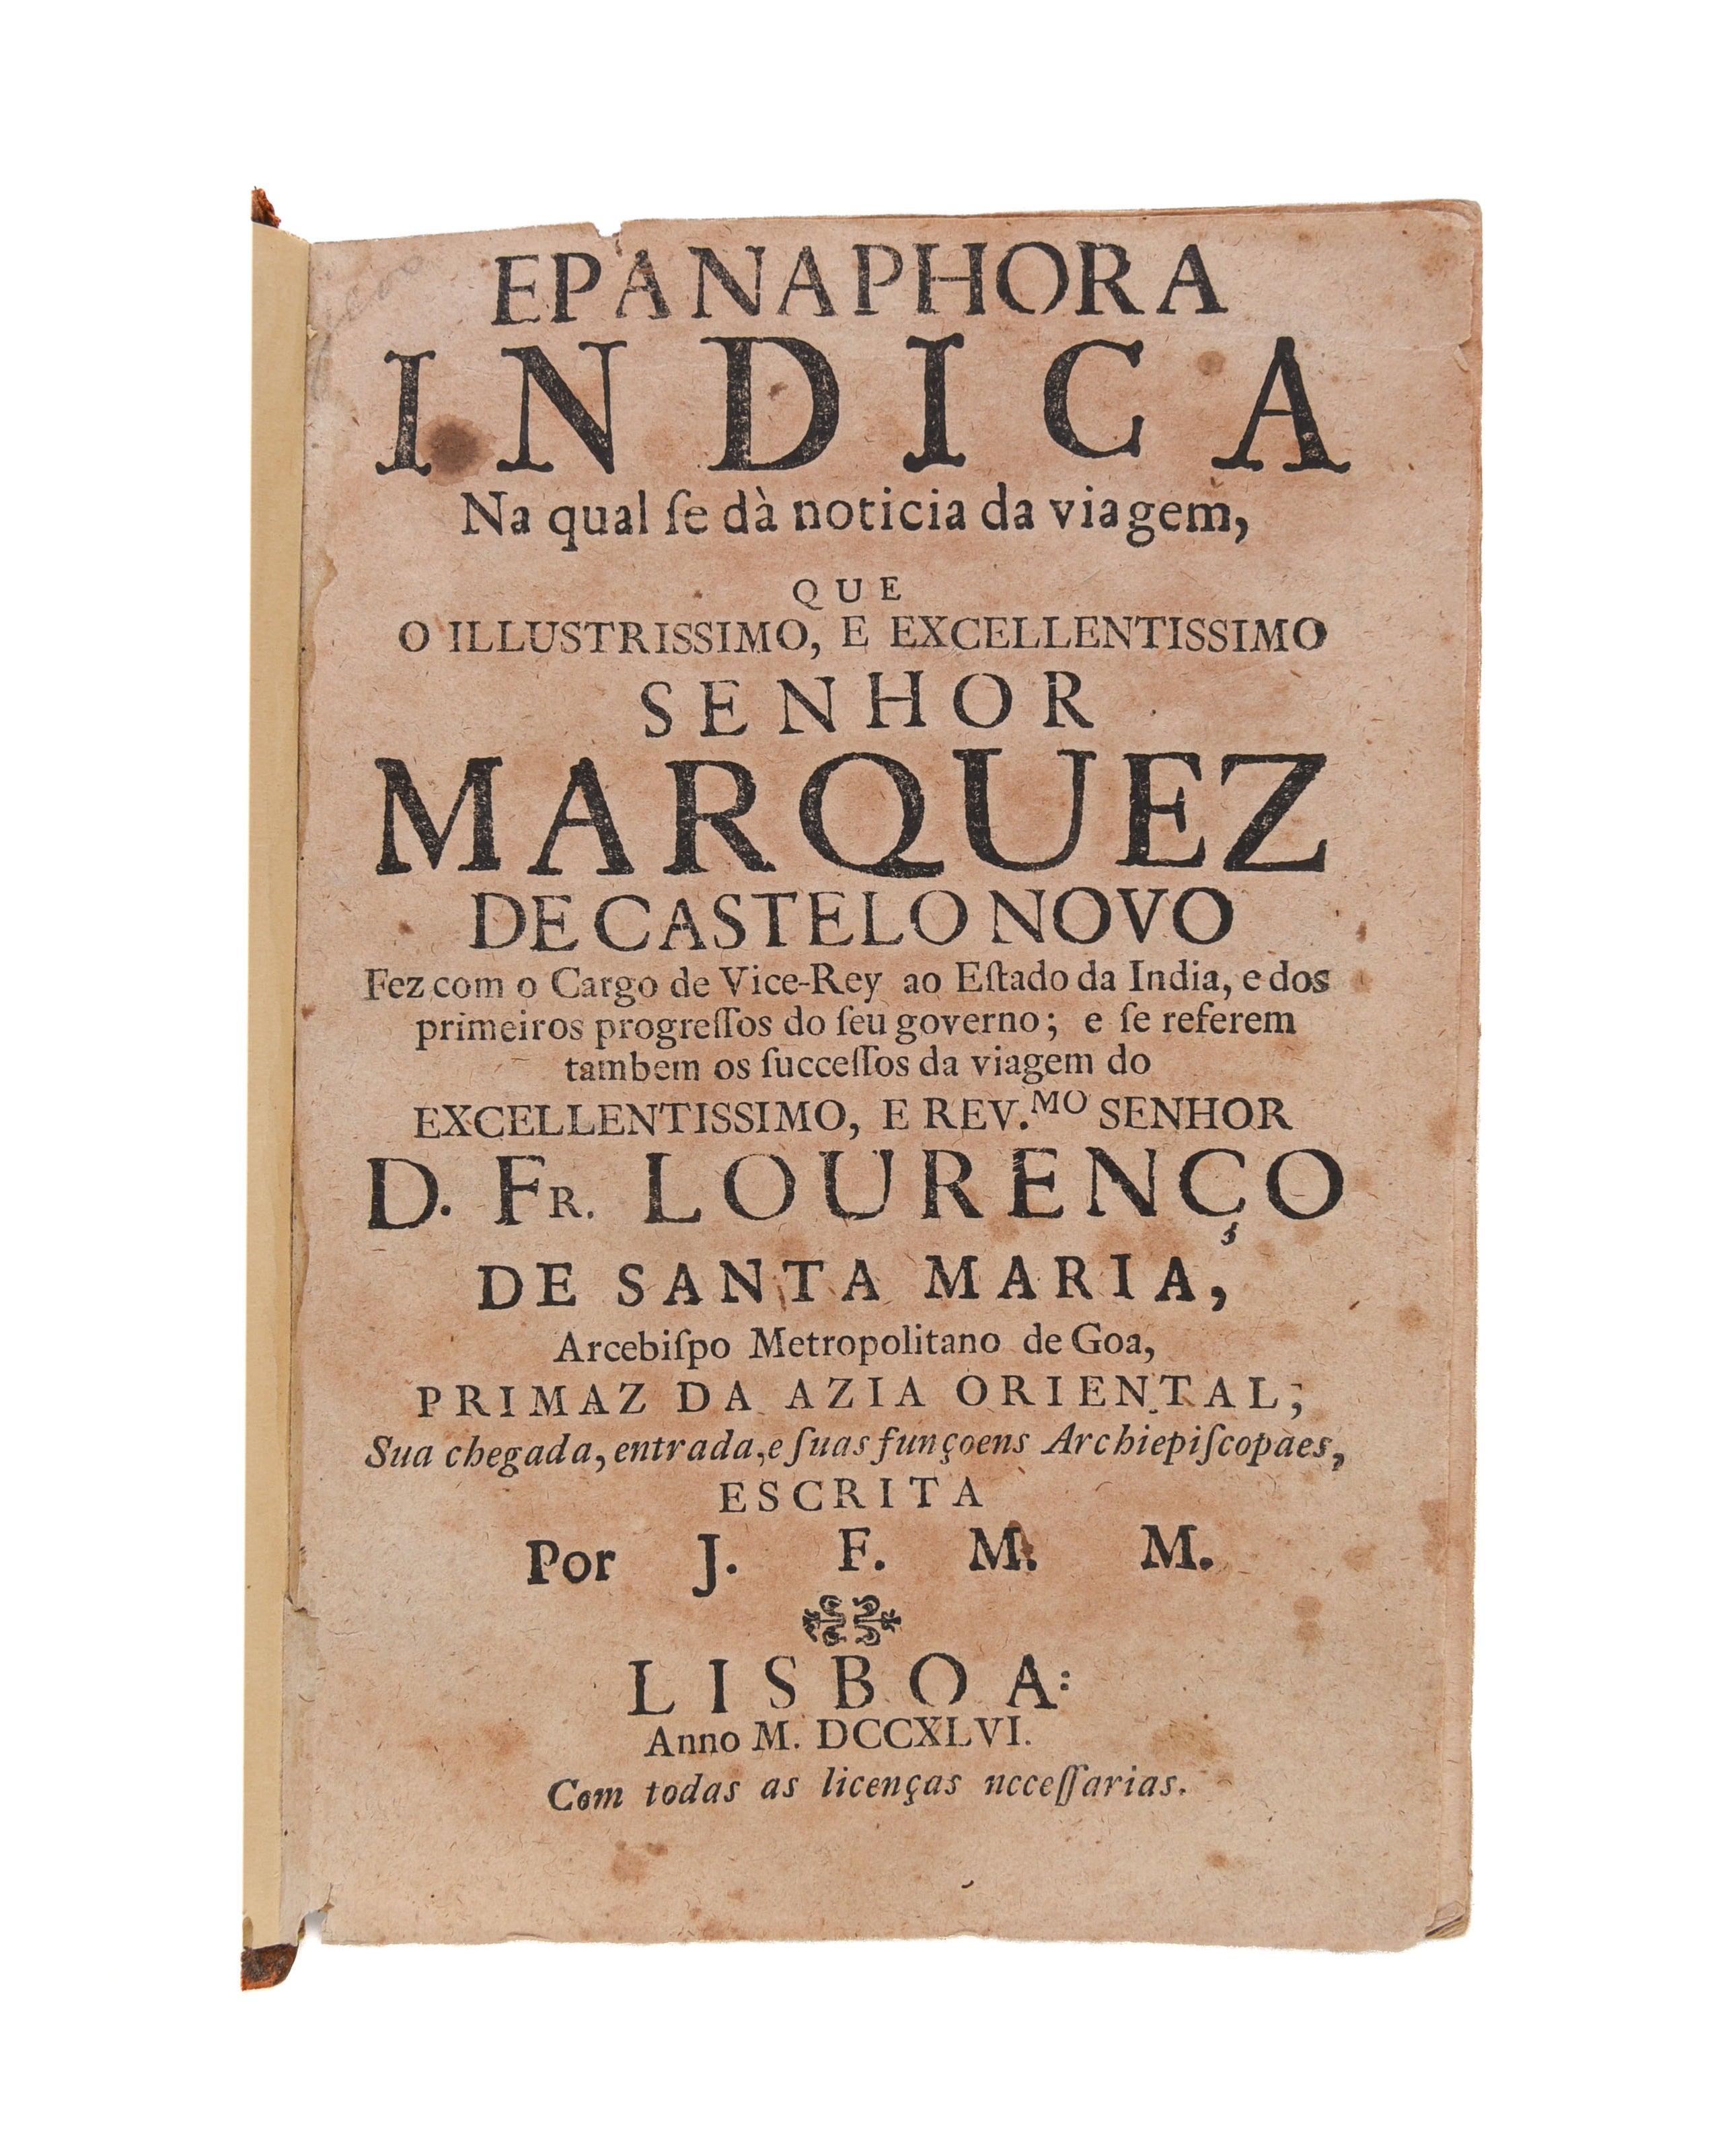 EPANAPHORA
INDICA
Na qual ſe dà noticia da viagem,
QUE
O ILLUSTRISSIMO, E EXCELLENTISSIMO
SENHOR
MARQUEZ
DE CASTELO NOVO
Fez com o Cargo de Vice-Rey ao Eſtado da India, e dos
primeiros progreſſos do ſeu governo; e ſe referem
tambem os ſucceſſos da viagem do
EXCELLENTISSIMO, E REV.MO SENHOR
D. FR. LOURENÇO
DE SANTA MARIA,
Arcebiſpo Metropolitano de Goa,
PRIMAZ DA AZIA ORIENTAL;
Sua chegada, entrada, e ſuas funçoens Archiepiſcopaes,
ESCRITA
Por J. F. M. M.
LISBOA:
Anno M. DCCXLVI.
Com todas as licenças ncceſſarias.